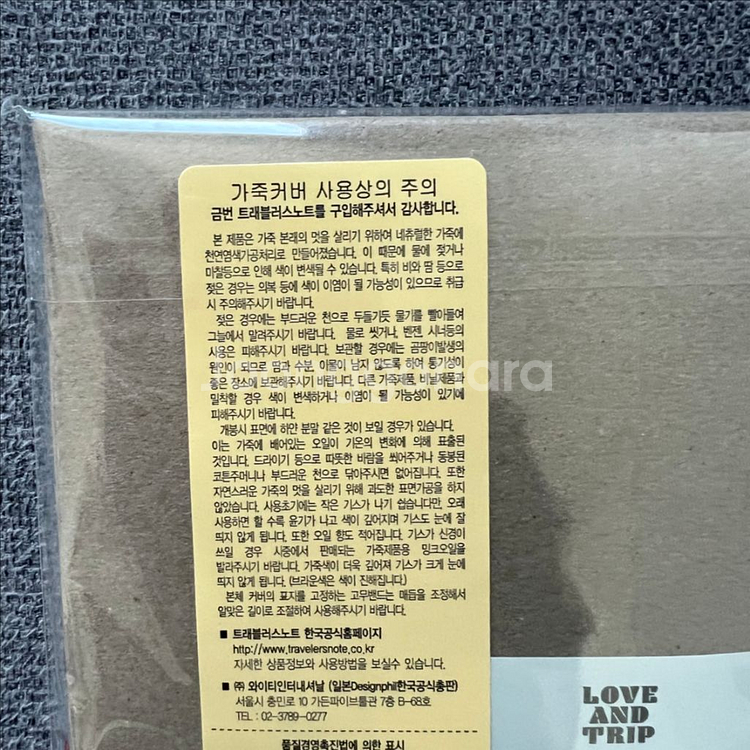 가죽커버 사용상의 주의
금번 트래블러스노트를 구입해주셔서 감사합니다.
본 제품은 가죽 본래의 멋을 살리기 위하여 네츄럴한 가죽에
천연염색가공처리로 만들어졌습니다. 이 때문에 물에 젖거나
마찰등으로 인해 색이 변색될 수 있습니다. 특히 비와 땀 등으로
젖은 경우는 의복 등에 색이 이염이 될 가능성이 있으므로 취급
시 주의해주시기 바랍니다.
젖은 경우에는 부드러운 천으로 두들기듯 물기를 빨아들여
그늘에서 말려주시기 바랍니다. 물로 씻거나, 벤젠, 시너등의
사용은 피해주시기 바랍니다. 보관할 경우에는 곰팡이발생의
원인이 되므로 땀과 수분, 이물이 남지 않도록 하여 통기성이
좋은 장소에 보관해주시기 바랍니다. 다른 가죽제품, 비닐제품과
밀착할 경우 색이 변색하거나 이염이 될 가능성이 있기에
피해주시기 바랍니다.
개봉시 표면에 하얀 분말 같은 것이 보일 경우가 있습니다.
이는 가죽에 배어있는 오일이 기온의 변화에 의해 표출된
것입니다. 드라이기 등으로 따뜻한 바람을 쐬어주거나 동봉된
코튼주머니나 부드러운 천으로 닦아주시면 없어집니다. 또한
자연스러운 가죽의 멋을 살리기 위해 과도한 표면가공을 하지
않았습니다. 사용초기에는 작은 기스가 나기 쉽습니다만, 오래
사용하면 할 수록 윤기가 나고 색이 깊어지며 기스도 눈에 잘
띄지 않게 됩니다. 또한 오일 향도 적어집니다. 기스가 신경이
쓰일 경우 시중에서 판매되는 가죽제품용 밍크오일을
발라주시기 바랍니다. 가죽색이 더욱 깊어져 기스가 크게 눈에
띄지 않게 됩니다. (브라운색은 색이 진해집니다.)
본체 커버의 표지를 고정하는 고무밴드는 매듭을 조정해서
알맞은 길이로 조절하여 사용해주시기 바랍니다.
■ 트래블러스노트 한국공식홈페이지
http://www.travelersnote.co.kr
자세한 상품정보와 사용방법을 보실수 있습니다.
■ ㈜ 와이티인터내셔날 (일본Designphil한국공식총판)
서울시 충민로 10 가든파이브툴관 7층 B-68호
TEL : 02-3789-0277
품질경영촉진법에 의한 표시
LOVE
AND
TRIP